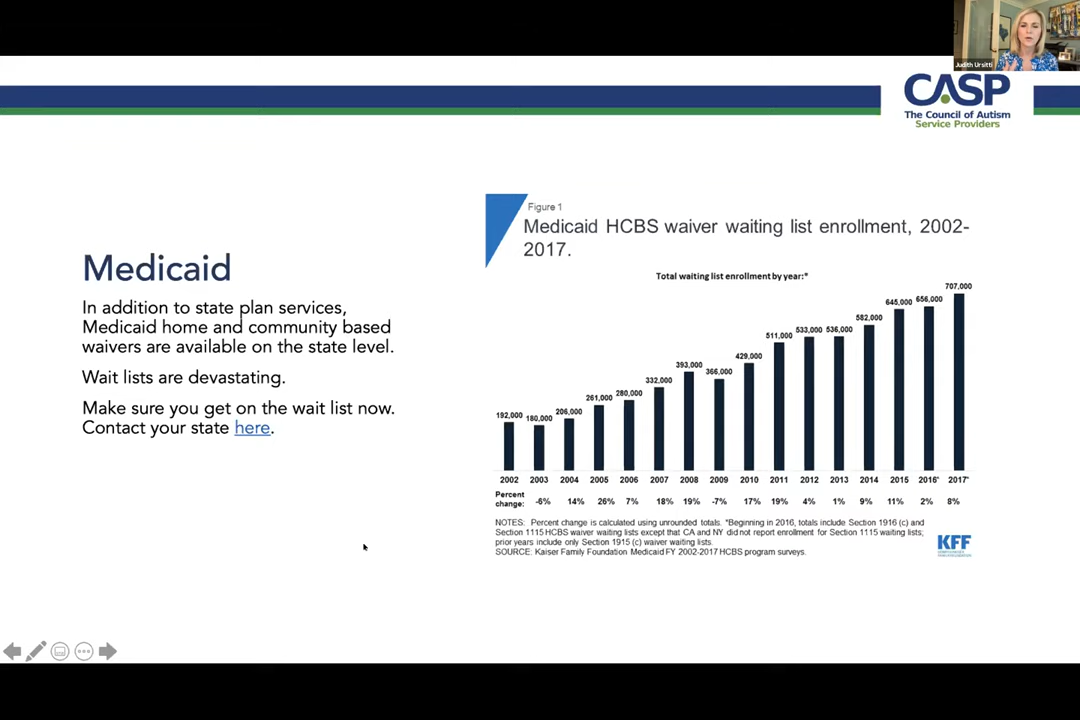 Judith Ursitti
CASP
The Council of Autism
Service Providers
Medicaid
In addition to state plan services,
Medicaid home and community based
waivers are available on the state level.
Wait lists are devastating.
Make sure you get on the wait list now.
Contact your state here.
Figure 1
Medicaid HCBS waiver waiting list enrollment, 2002-
2017.
Total waiting list enrollment by year:*
192,000 180,000 206,000 261,000 280,000 332,000 393,000 366,000 429,000 511,000 533,000 536,000 582,000 645,000 656,000 707,000
2002 2003 2004 2005 2006 2007 2008 2009 2010 2011 2012 2013 2014 2015 2016* 2017*
Percent
change: -6% 14% 26% 7% 18% 19% -7% 17% 19% 4% 1% 9% 11% 2% 8%
NOTES: Percent change is calculated using unrounded totals. *Beginning in 2016, totals include Section 1916 (c) and
Section 1115 HCBS waiver waiting lists except that CA and NY did not report enrollment for Section 1115 waiting lists;
prior years include only Section 1915 (c) waiver waiting lists.
SOURCE: Kaiser Family Foundation Medicaid FY 2002-2017 HCBS program surveys.
KFF